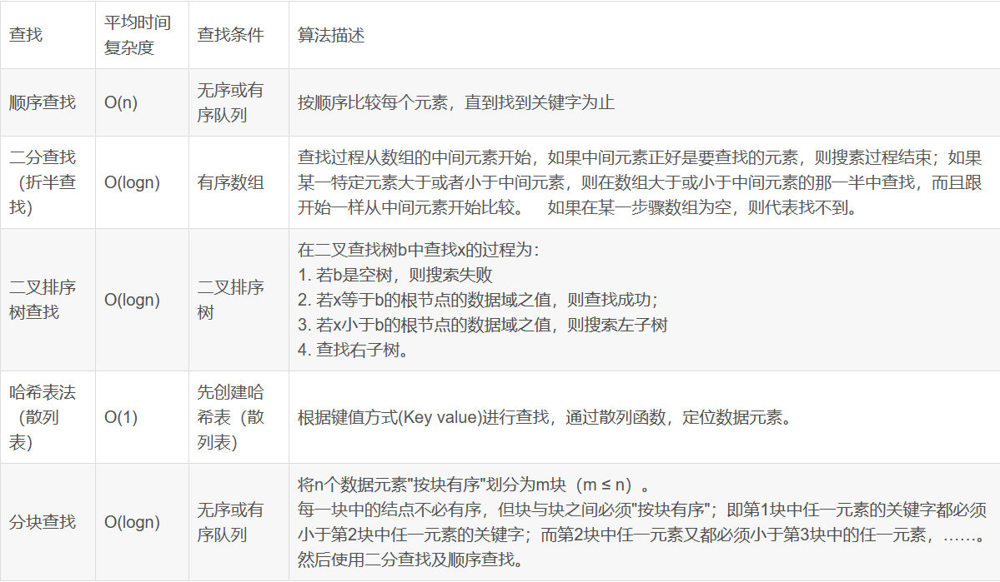 查找
平均时间
复杂度
查找条件
算法描述
顺序查找
O(n)
无序或有
序队列
按顺序比较每个元素，直到找到关键字为止
二分查找
（折半查
找）
O(logn)
有序数组
查找过程从数组的中间元素开始，如果中间元素正好是要查找的元素，则搜素过程结束；如果
某一特定元素大于或者小于中间元素，则在数组大于或小于中间元素的那一半中查找，而且跟
开始一样从中间元素开始比较。 如果在某一步骤数组为空，则代表找不到。
二叉排序
树查找
O(logn)
二叉排序
树
在二叉查找树b中查找x的过程为：
1. 若b是空树，则搜索失败
2. 若x等于b的根节点的数据域之值，则查找成功；
3. 若x小于b的根节点的数据域之值，则搜索左子树
4. 查找右子树。
哈希表法
（散列
表）
O(1)
先创建哈
希表（散
列表）
根据键值方式(Key value)进行查找，通过散列函数，定位数据元素。
分块查找
O(logn)
无序或有
序队列
将n个数据元素"按块有序"划分为m块（m ≤ n）。
每一块中的结点不必有序，但块与块之间必须"按块有序"；即第1块中任一元素的关键字都必须
小于第2块中任一元素的关键字；而第2块中任一元素又都必须小于第3块中的任一元素，……。
然后使用二分查找及顺序查找。